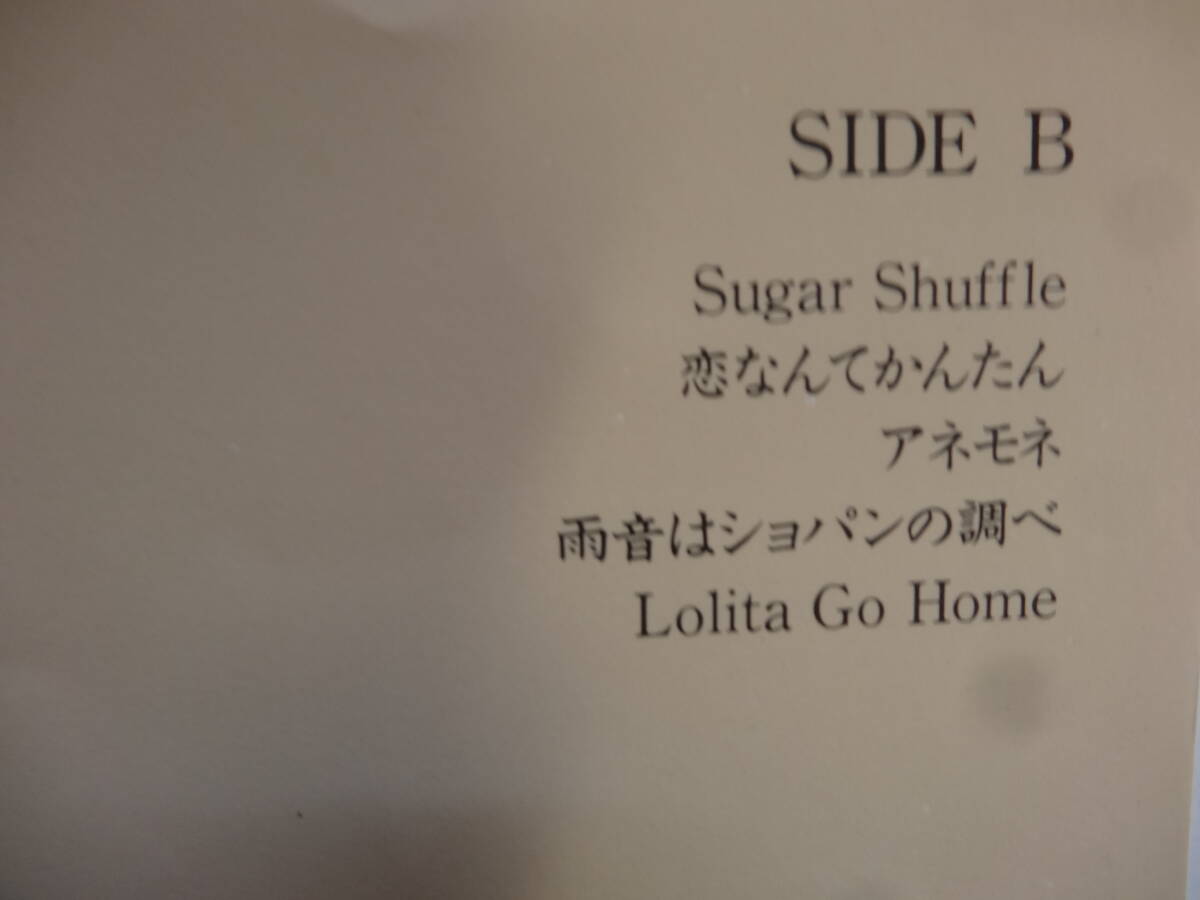 SIDE B
Sugar Shuffle
恋なんてかんたん
アネモネ
雨音はショパンの調べ
Lolita Go Home